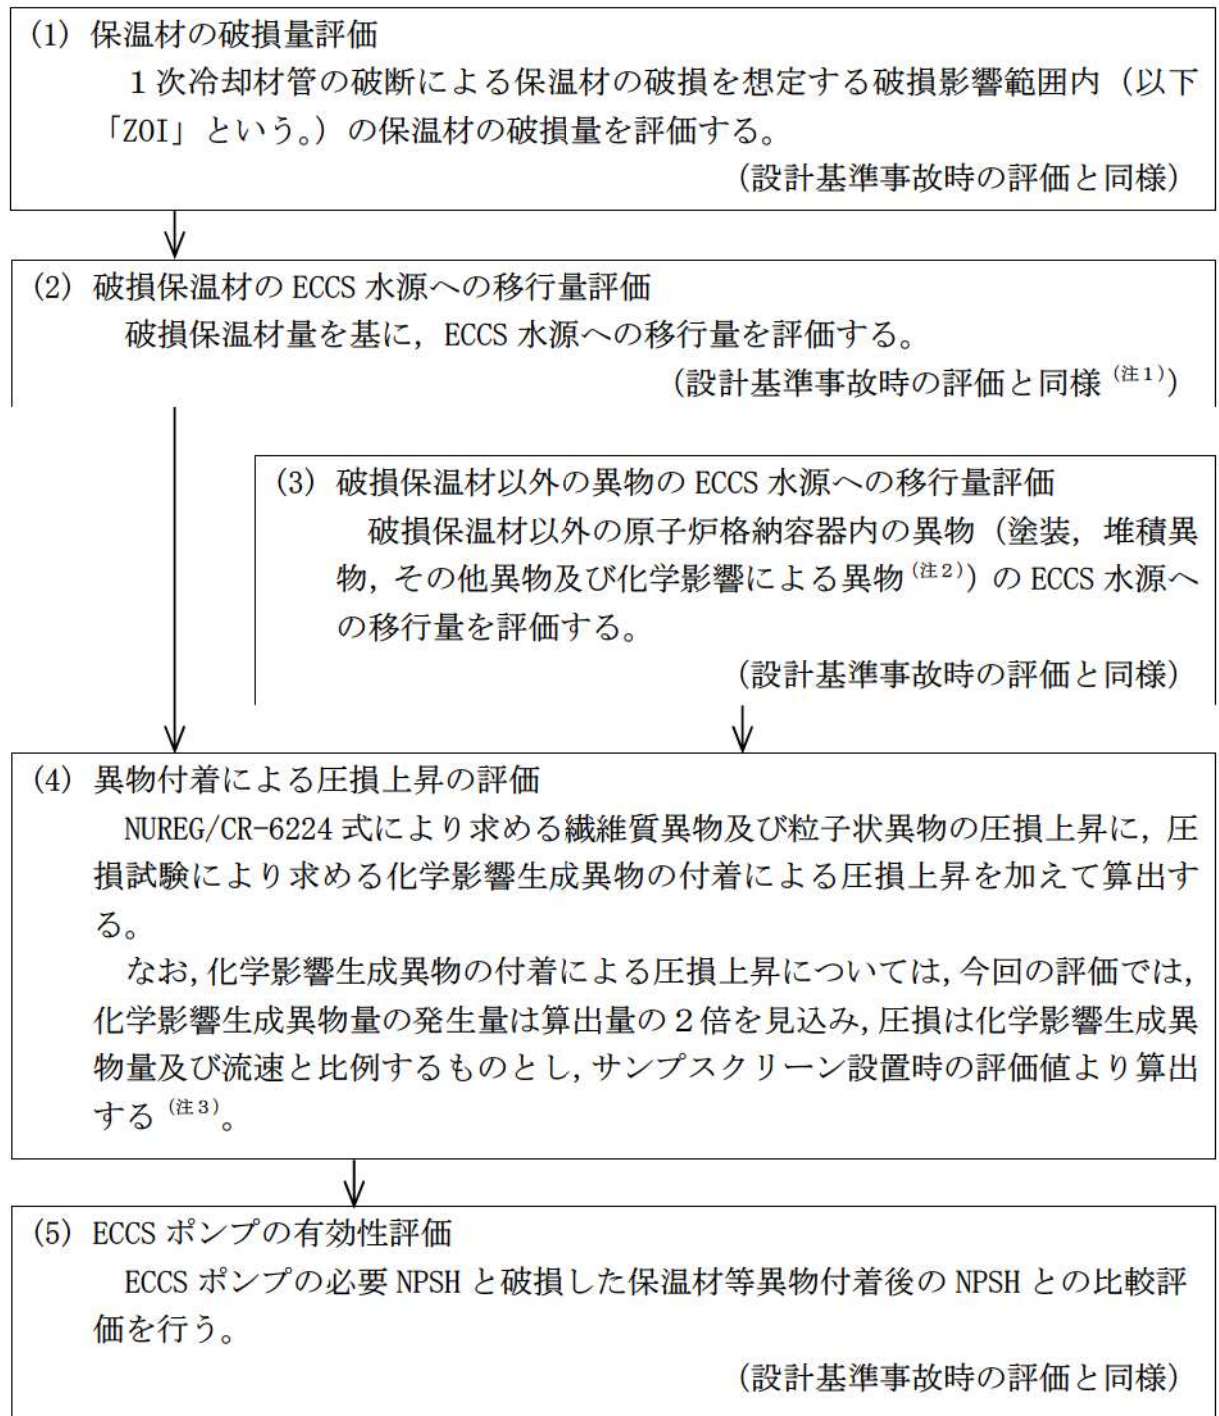 (1) 保温材の破損量評価
１次冷却材管の破断による保温材の破損を想定する破損影響範囲内（以下
「ZOI」という。）の保温材の破損量を評価する。
（設計基準事故時の評価と同様）
(2) 破損保温材の ECCS 水源への移行量評価
破損保温材量を基に，ECCS 水源への移行量を評価する。
（設計基準事故時の評価と同様（注１））
(3) 破損保温材以外の異物の ECCS 水源への移行量評価
破損保温材以外の原子炉格納容器内の異物（塗装，堆積異
物，その他異物及び化学影響による異物（注２））の ECCS 水源へ
の移行量を評価する。
（設計基準事故時の評価と同様）
(4) 異物付着による圧損上昇の評価
NUREG/CR-6224 式により求める繊維質異物及び粒子状異物の圧損上昇に，圧
損試験により求める化学影響生成異物の付着による圧損上昇を加えて算出す
る。
なお，化学影響生成異物の付着による圧損上昇については，今回の評価では，
化学影響生成異物量の発生量は算出量の２倍を見込み，圧損は化学影響生成異
物量及び流速と比例するものとし，サンプスクリーン設置時の評価値より算出
する（注３）。
(5) ECCS ポンプの有効性評価
ECCS ポンプの必要 NPSH と破損した保温材等異物付着後の NPSH との比較評
価を行う。
（設計基準事故時の評価と同様）